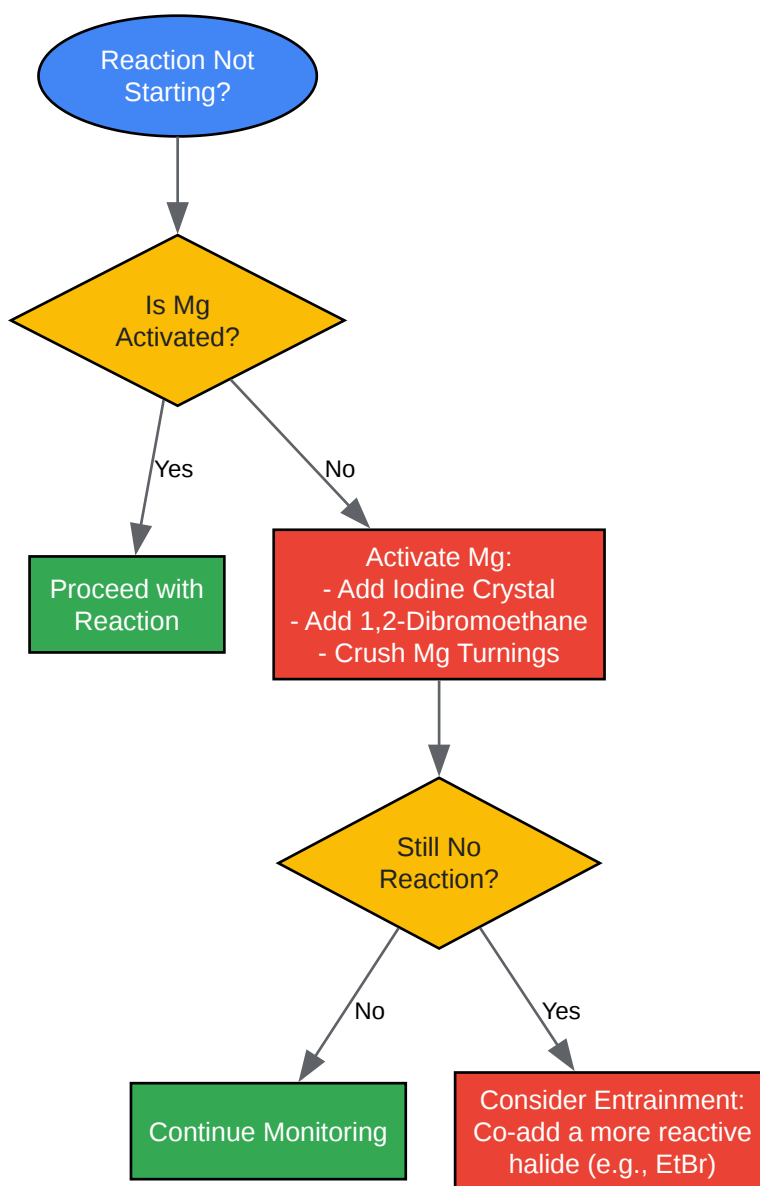 Reaction Not
Starting?
Is Mg
Activated?
Yes
No
Proceed with
Reaction
Activate Mg:
- Add Iodine Crystal
- Add 1,2-Dibromoethane
- Crush Mg Turnings
Still No
Reaction?
No
Yes
Continue Monitoring
Consider Entrainment:
Co-add a more reactive
halide (e.g., EtBr)